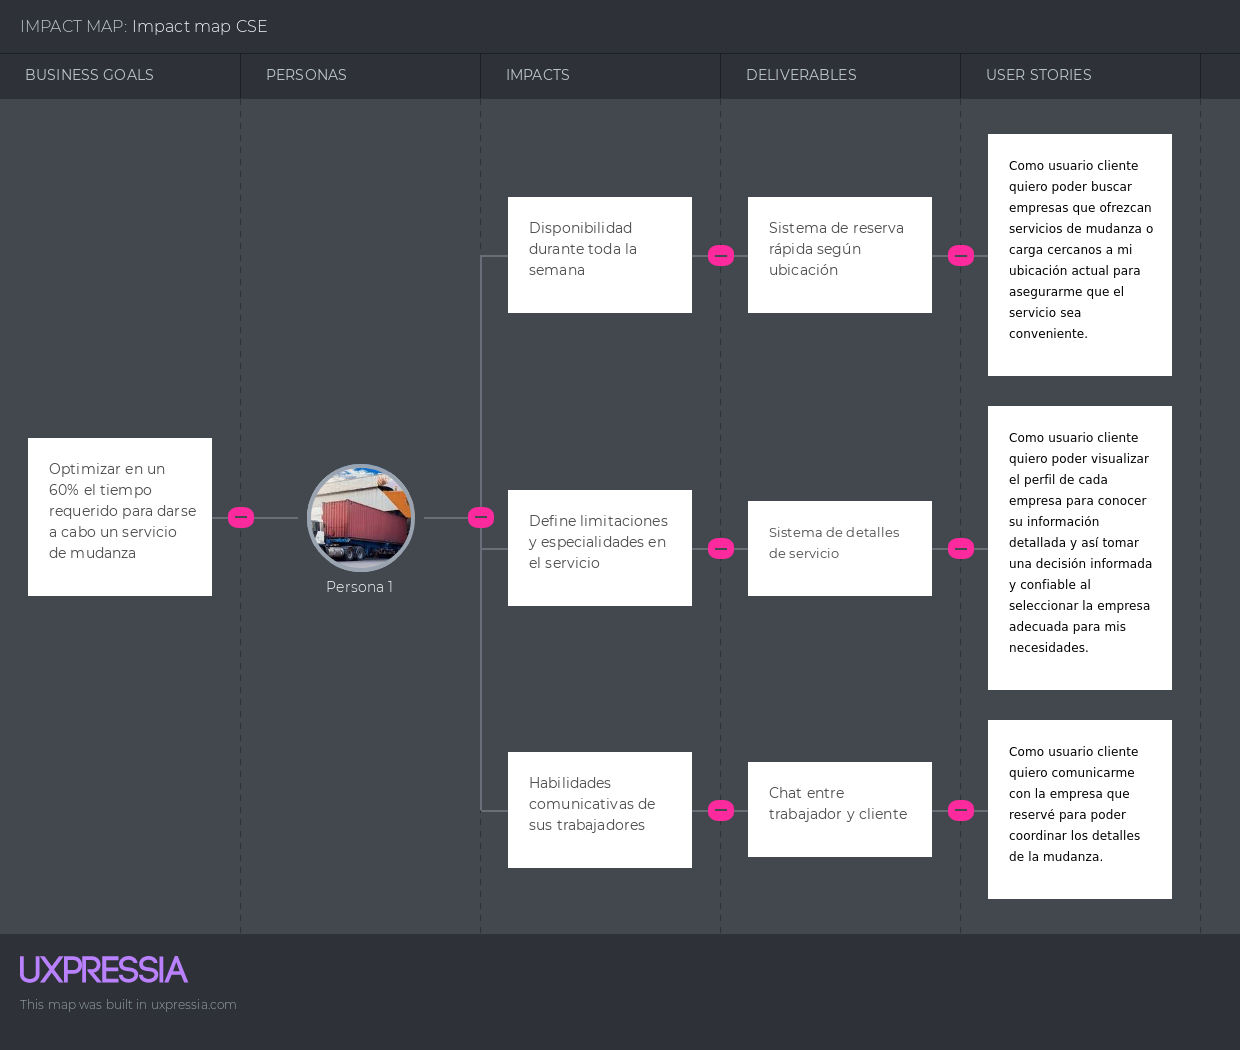 IMPACT MAP: Impact map CSE
BUSINESS GOALS
PERSONAS
IMPACTS
DELIVERABLES
USER STORIES
Optimizar en un
60% el tiempo
requerido para darse
a cabo un servicio
de mudanza
Persona 1
Disponibilidad
durante toda la
semana
Sistema de reserva
rápida según
ubicación
Como usuario cliente
quiero poder buscar
empresas que ofrezcan
servicios de mudanza o
carga cercanos a mi
ubicación actual para
asegurarme que el
servicio sea
conveniente.
Define limitaciones
y especialidades en
el servicio
Sistema de detalles
de servicio
Como usuario cliente
quiero poder visualizar
el perfil de cada
empresa para conocer
su información
detallada y así tomar
una decisión informada
y confiable al
seleccionar la empresa
adecuada para mis
necesidades.
Habilidades
comunicativas de
sus trabajadores
Chat entre
trabajador y cliente
Como usuario cliente
quiero comunicarme
con la empresa que
reservé para poder
coordinar los detalles
de la mudanza.
UXPRESSIA
This map was built in uxpressia.com